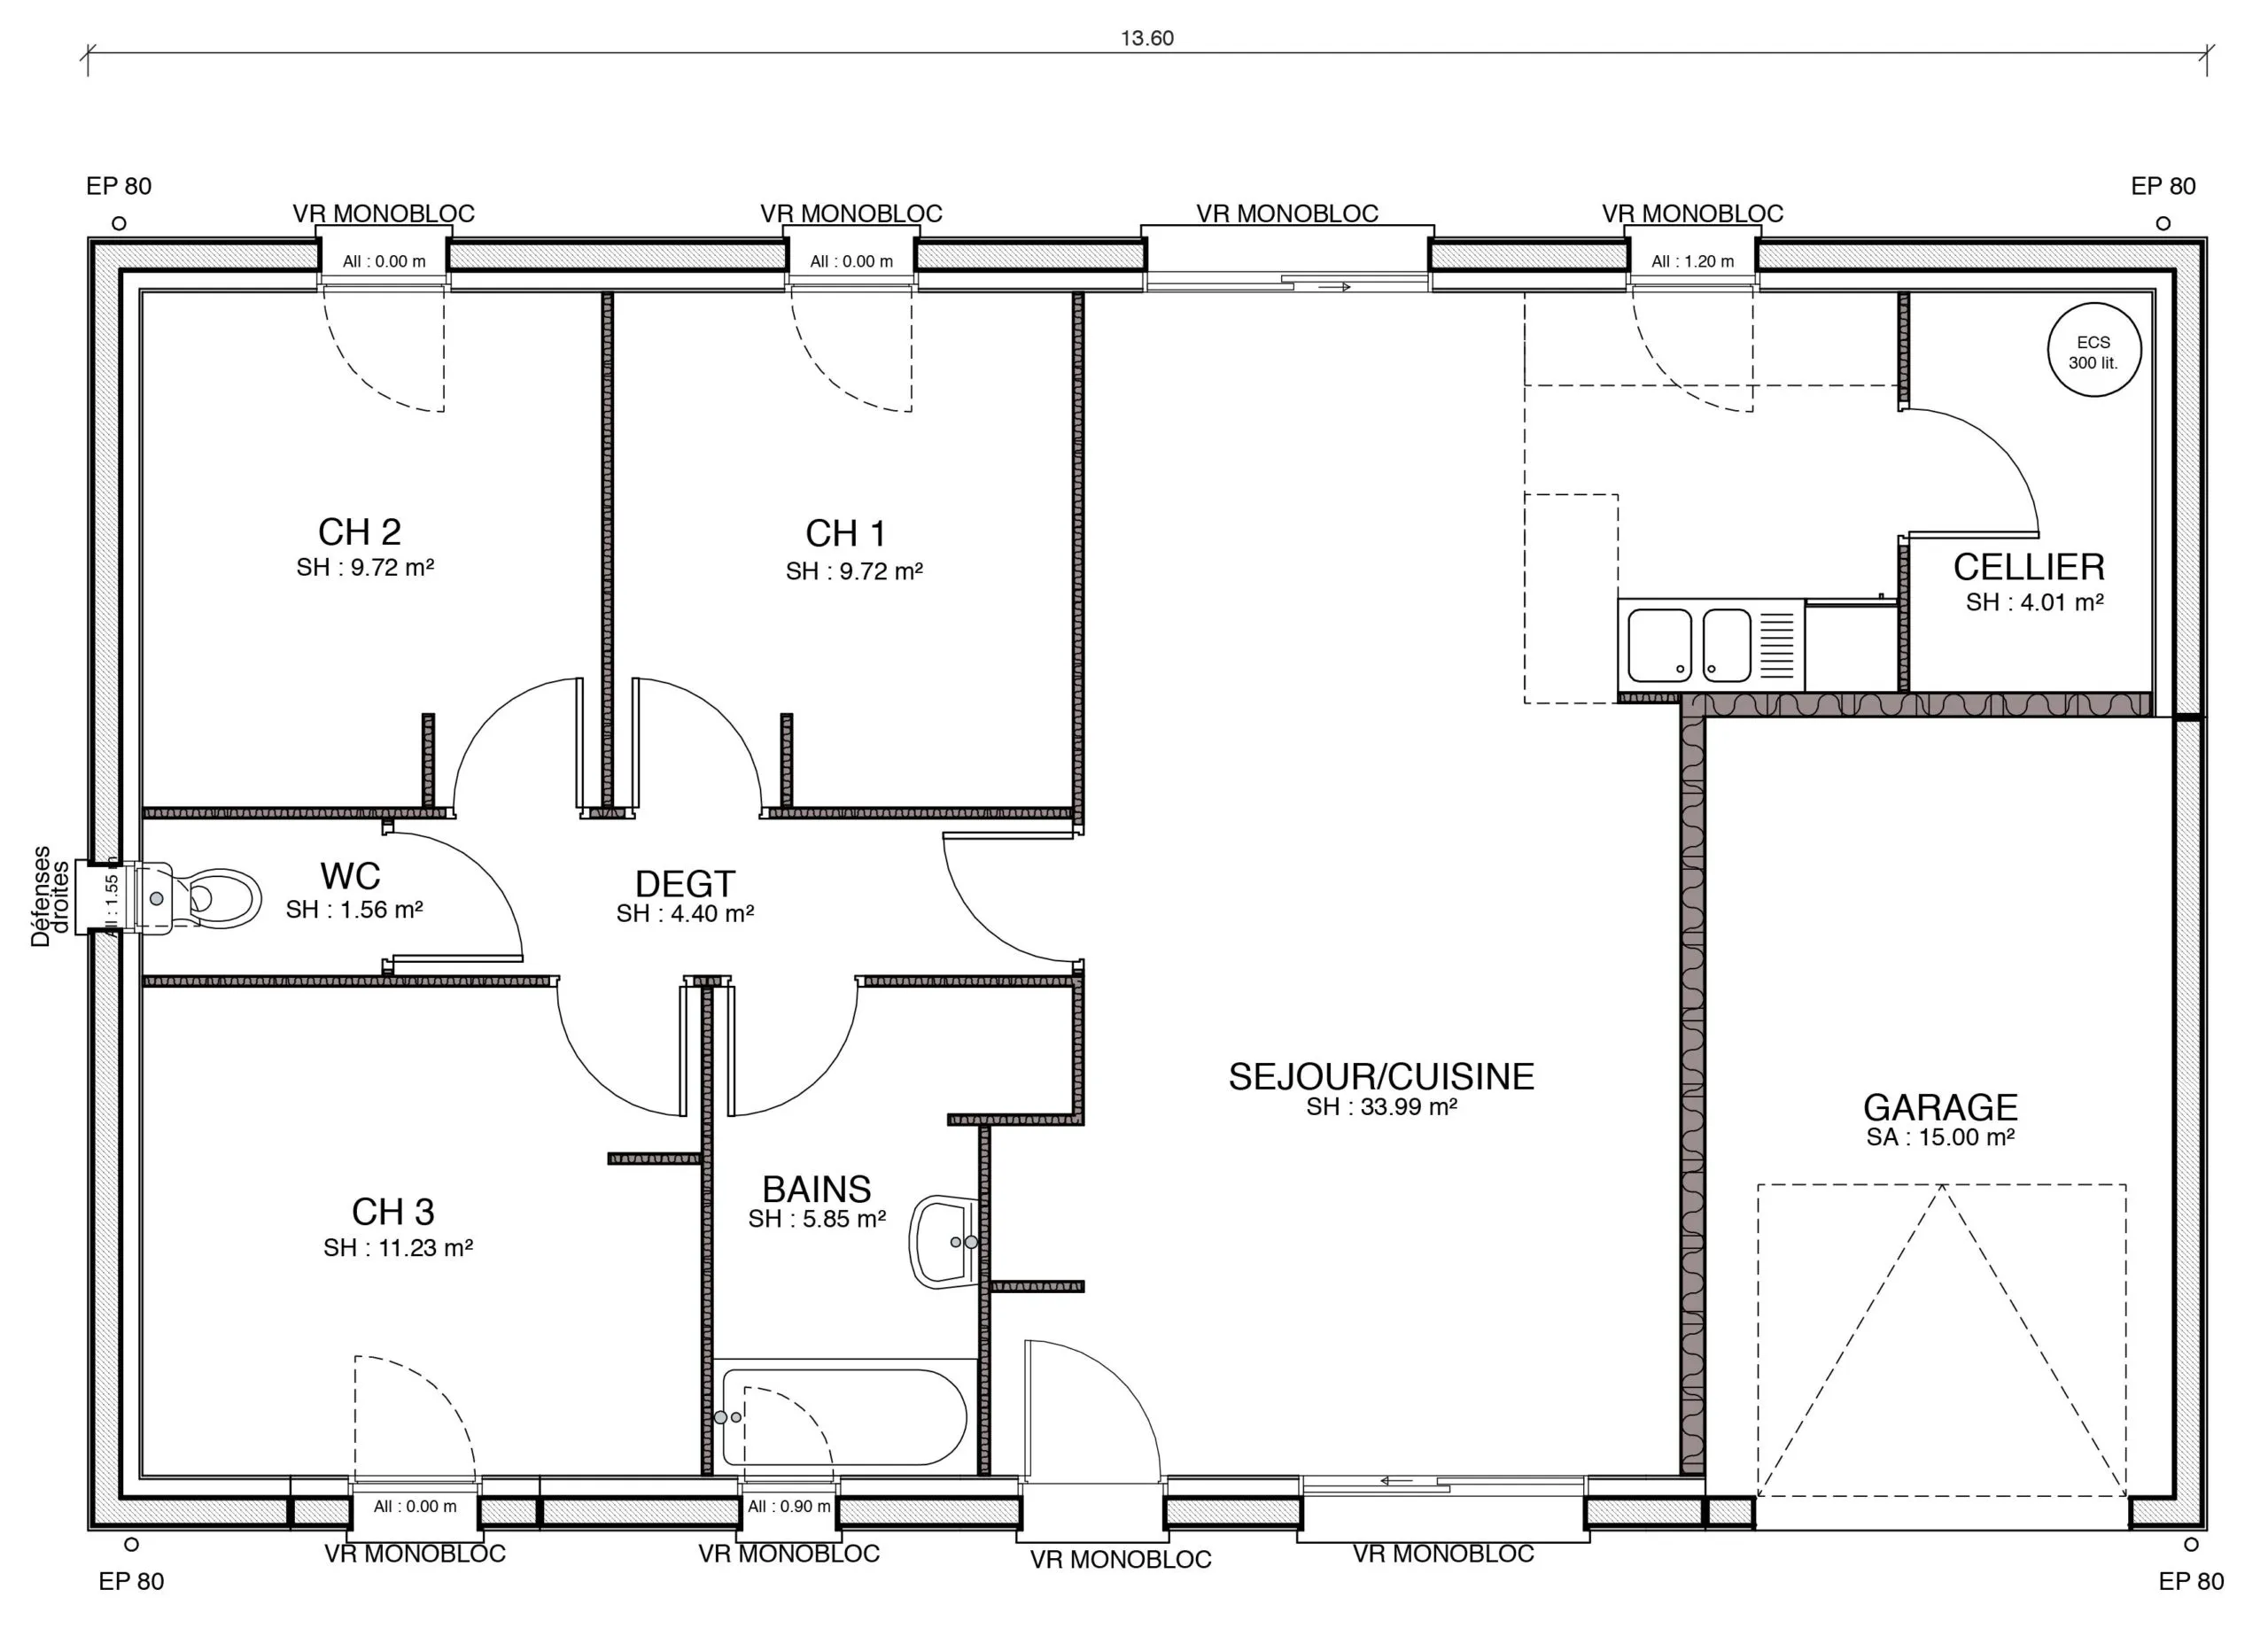 13.60
EP 80
EP 80
VR MONOBLOC
VR MONOBLOC
VR MONOBLOC
VR MONOBLOC
All : 0.00 m
All : 0.00 m
All : 1.20 m
ECS
300 lit.
CH 2
SH : 9.72 m²
CH 1
SH : 9.72 m²
CELLIER
SH : 4.01 m²
Défenses
droites
All : 1.55 m
WC
SH : 1.56 m²
DEGT
SH : 4.40 m²
SEJOUR/CUISINE
SH : 33.99 m²
GARAGE
SA : 15.00 m²
BAINS
SH : 5.85 m²
CH 3
SH : 11.23 m²
All : 0.00 m
All : 0.90 m
VR MONOBLOC
VR MONOBLOC
VR MONOBLOC
VR MONOBLOC
EP 80
EP 80